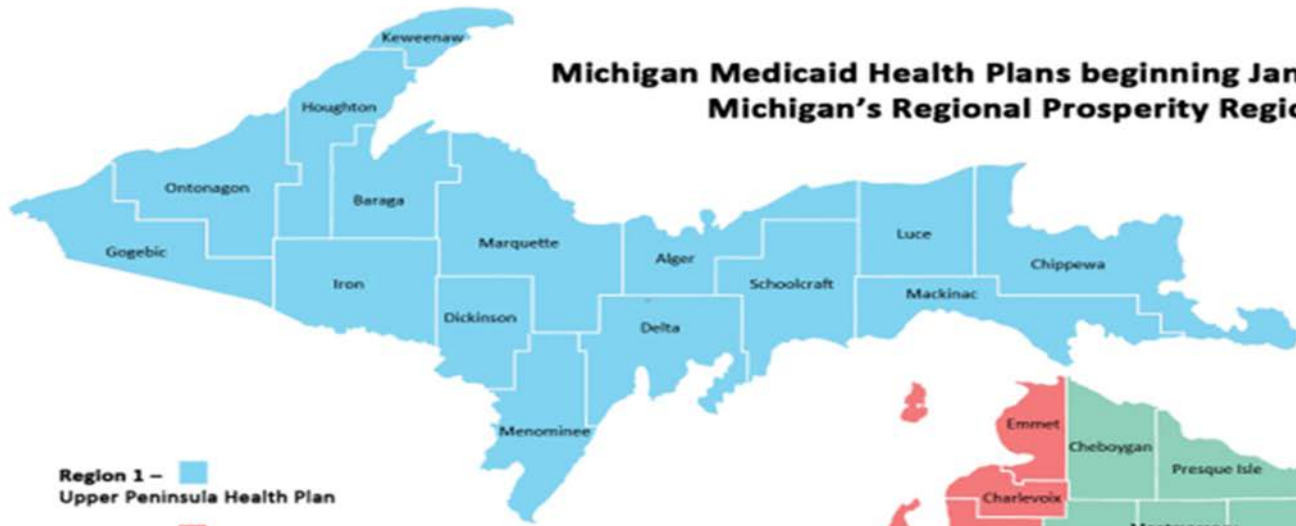 Keweenaw
Michigan Medicaid Health Plans beginning Jan
Michigan's Regional Prosperity Regio
Houghton
Ontonagon
Baraga
Gogebic
Marquette
Luce
Alger
Chippewa
Iron
Schoolcraft
Mackinac
Dickinson
Delta
Emmet
Menominee
Cheboygan
Presque Isle
Region 1 –
Upper Peninsula Health Plan
Charlevoix